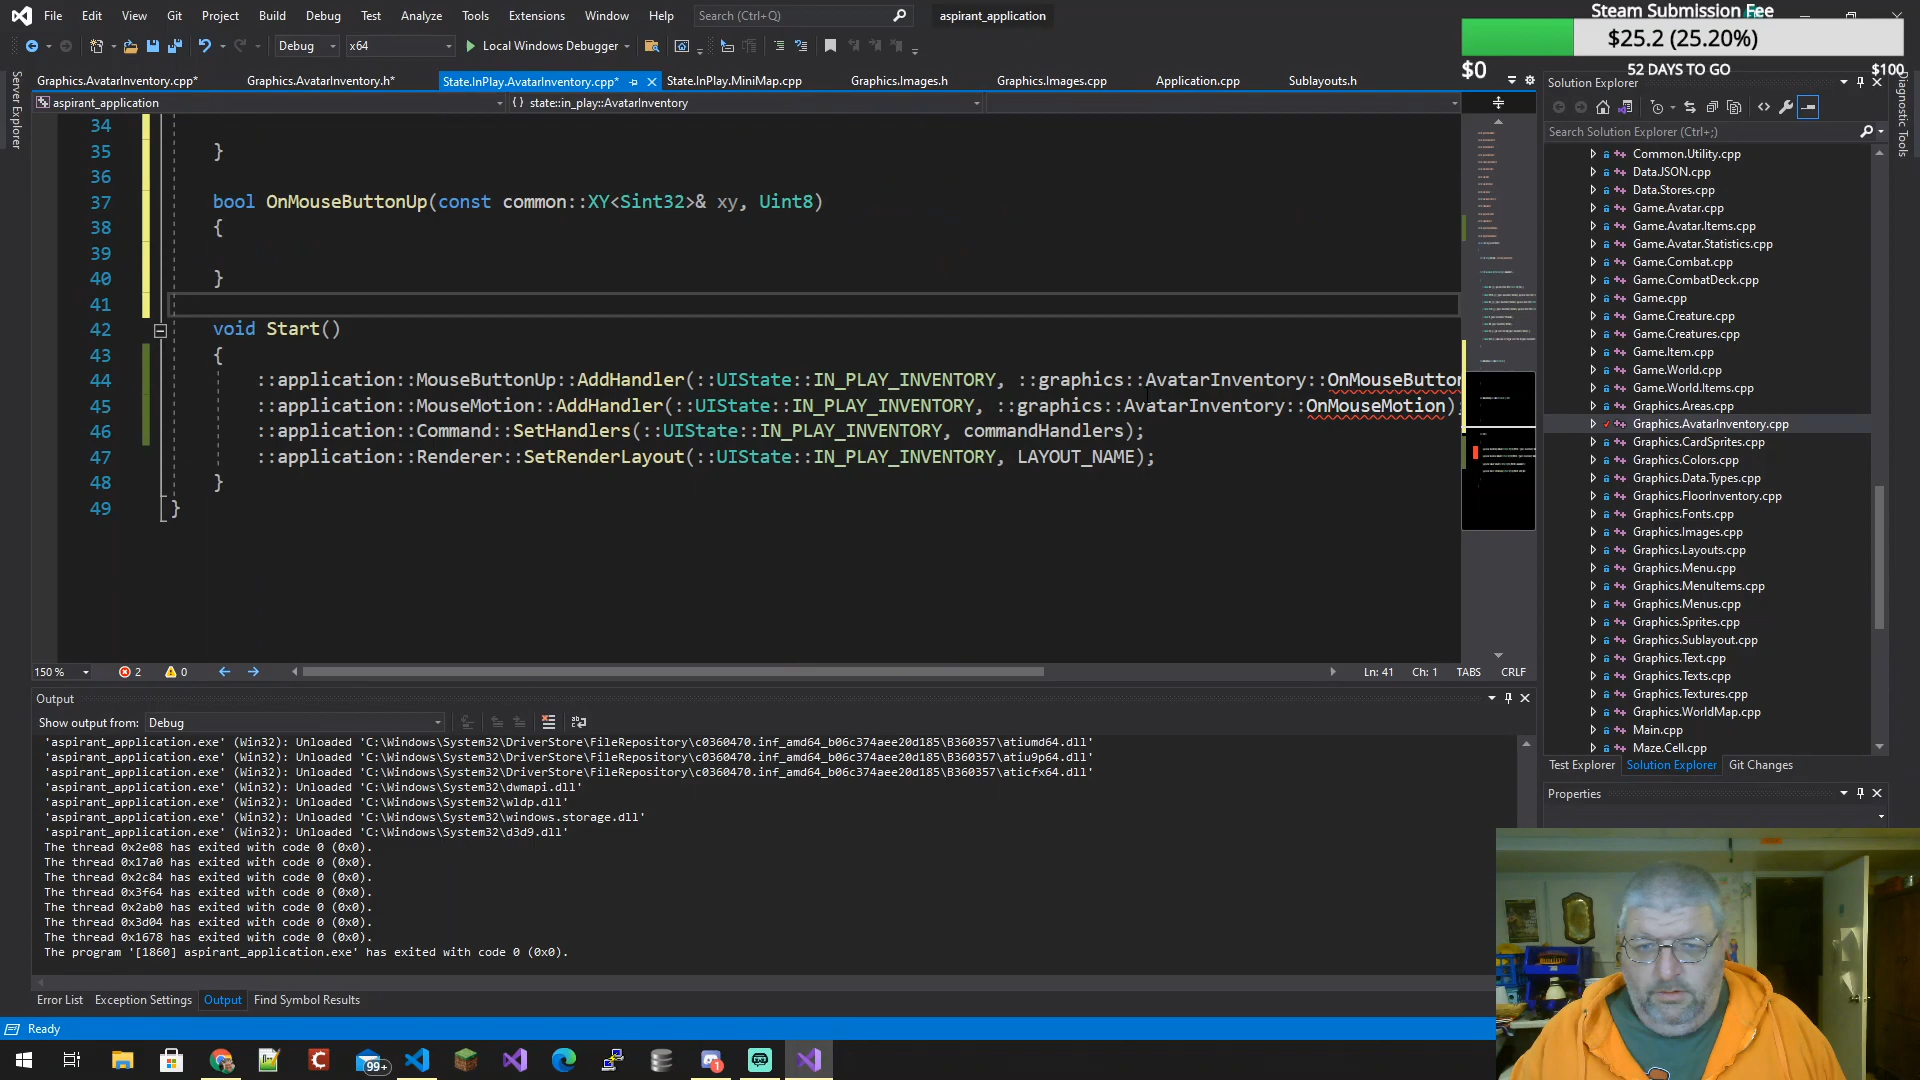 File Edit View Git Project Build Debug Test Analyze Tools Extensions Window Help Search (Ctrl+Q) aspirant_application
Steam Submission Fee
$25.2 (25.20%)
52 DAYS TO GO
$0 $100
Debug x64 Local Windows Debugger
Server Explorer
Graphics.AvatarInventory.cpp* Graphics.AvatarInventory.h* State.InPlay.AvatarInventory.cpp* State.InPlay.MiniMap.cpp Graphics.Images.h Graphics.Images.cpp Application.cpp Sublayouts.h
aspirant_application {} state::in_play::AvatarInventory
34
35 }
36
37 bool OnMouseButtonUp(const common::XY<Sint32>& xy, Uint8)
38 {
39
40 }
41
42 void Start()
43 {
44 ::application::MouseButtonUp::AddHandler(::UIState::IN_PLAY_INVENTORY, ::graphics::AvatarInventory::OnMouseButton
45 ::application::MouseMotion::AddHandler(::UIState::IN_PLAY_INVENTORY, ::graphics::AvatarInventory::OnMouseMotion);
46 ::application::Command::SetHandlers(::UIState::IN_PLAY_INVENTORY, commandHandlers);
47 ::application::Renderer::SetRenderLayout(::UIState::IN_PLAY_INVENTORY, LAYOUT_NAME);
48 }
49 }
150 % 2 0 Ln: 41 Ch: 1 TABS CRLF
Output
Show output from: Debug
'aspirant_application.exe' (Win32): Unloaded 'C:\Windows\System32\DriverStore\FileRepository\c0360470.inf_amd64_b06c374aee20d185\B360357\atiumd64.dll'
'aspirant_application.exe' (Win32): Unloaded 'C:\Windows\System32\DriverStore\FileRepository\c0360470.inf_amd64_b06c374aee20d185\B360357\atiu9p64.dll'
'aspirant_application.exe' (Win32): Unloaded 'C:\Windows\System32\DriverStore\FileRepository\c0360470.inf_amd64_b06c374aee20d185\B360357\aticfx64.dll'
'aspirant_application.exe' (Win32): Unloaded 'C:\Windows\System32\dwmapi.dll'
'aspirant_application.exe' (Win32): Unloaded 'C:\Windows\System32\wldp.dll'
'aspirant_application.exe' (Win32): Unloaded 'C:\Windows\System32\windows.storage.dll'
'aspirant_application.exe' (Win32): Unloaded 'C:\Windows\System32\d3d9.dll'
The thread 0x2e08 has exited with code 0 (0x0).
The thread 0x17a0 has exited with code 0 (0x0).
The thread 0x2c84 has exited with code 0 (0x0).
The thread 0x3f64 has exited with code 0 (0x0).
The thread 0x2ab0 has exited with code 0 (0x0).
The thread 0x3d04 has exited with code 0 (0x0).
The thread 0x1678 has exited with code 0 (0x0).
The program '[1860] aspirant_application.exe' has exited with code 0 (0x0).
Error List Exception Settings Output Find Symbol Results
Ready
Solution Explorer
Search Solution Explorer (Ctrl+;)
Common.Utility.cpp
Data.JSON.cpp
Data.Stores.cpp
Game.Avatar.cpp
Game.Avatar.Items.cpp
Game.Avatar.Statistics.cpp
Game.Combat.cpp
Game.CombatDeck.cpp
Game.cpp
Game.Creature.cpp
Game.Creatures.cpp
Game.Item.cpp
Game.World.cpp
Game.World.Items.cpp
Graphics.Areas.cpp
Graphics.AvatarInventory.cpp
Graphics.CardSprites.cpp
Graphics.Colors.cpp
Graphics.Data.Types.cpp
Graphics.FloorInventory.cpp
Graphics.Fonts.cpp
Graphics.Images.cpp
Graphics.Layouts.cpp
Graphics.Menu.cpp
Graphics.MenuItems.cpp
Graphics.Menus.cpp
Graphics.Sprites.cpp
Graphics.Sublayout.cpp
Graphics.Text.cpp
Graphics.Texts.cpp
Graphics.Textures.cpp
Graphics.WorldMap.cpp
Main.cpp
Maze.Cell.cpp
Test Explorer Solution Explorer Git Changes
Properties
Diagnostic Tools
99+
1